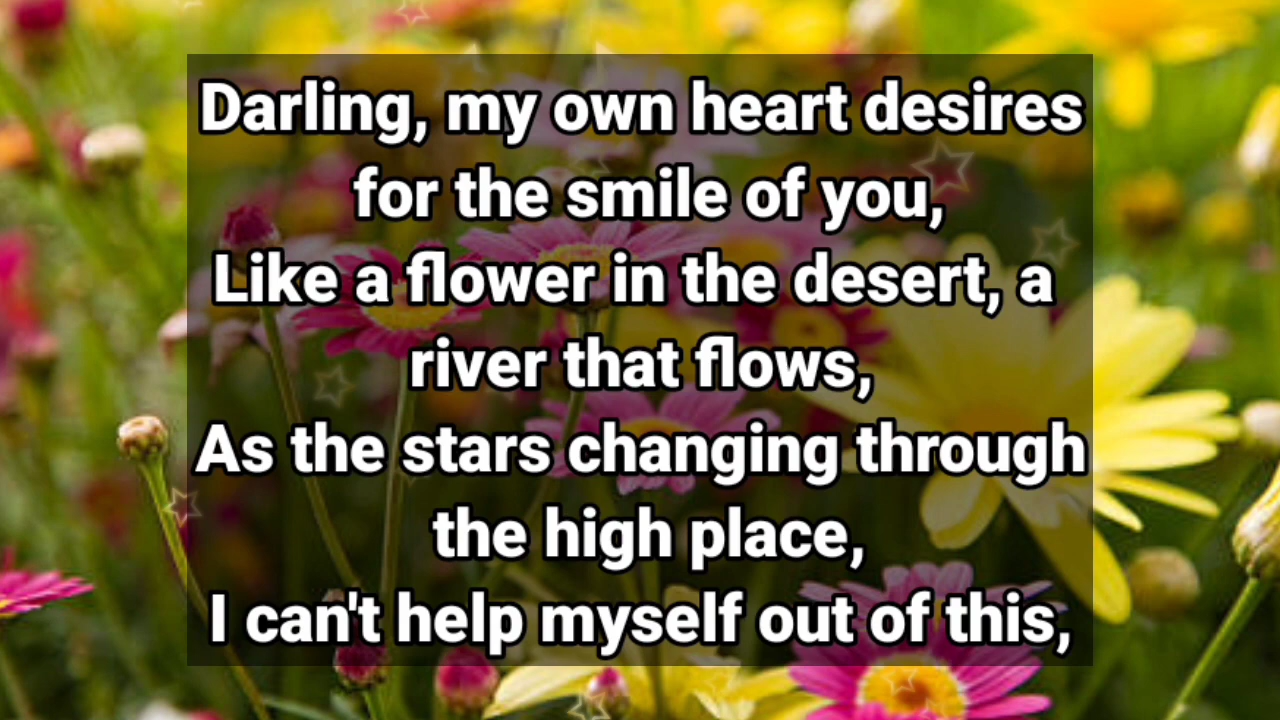 Darling, my own heart desires
for the smile of you,
Like a flower in the desert, a
river that flows,
As the stars changing through
the high place,
I can't help myself out of this,